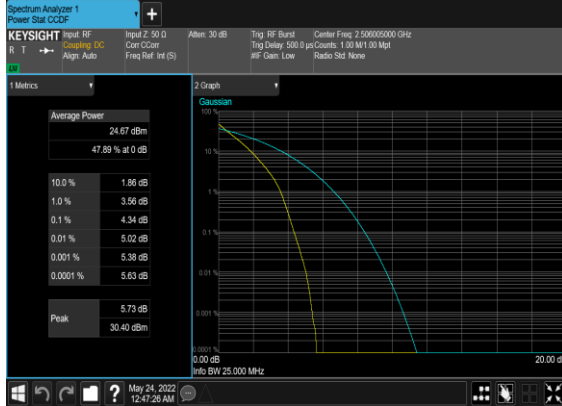 Spectrum Analyzer 1
Power Stat CCDF
+
KEYSIGHT
R T
LXI
Input: RF
Coupling: DC
Align: Auto
Input Z: 50 Ω
Corr CCorr
Freq Ref: Int (S)
Atten: 30 dB
Trig: RF Burst
Trig Delay: 500.0 µs
#IF Gain: Low
Center Freq: 2.506005000 GHz
Counts: 1.00 M/1.00 Mpt
Radio Std: None
1 Metrics
Average Power
24.67 dBm
47.89 % at 0 dB
10.0 % 1.86 dB
1.0 % 3.56 dB
0.1 % 4.34 dB
0.01 % 5.02 dB
0.001 % 5.38 dB
0.0001 % 5.63 dB
Peak
5.73 dB
30.40 dBm
2 Graph
Gaussian
100 %
10 %
1 %
0.1 %
0.01 %
0.001 %
0.0001 %
0.00 dB
20.00 d
Info BW 25.000 MHz
?
May 24, 2022
12:47:26 AM